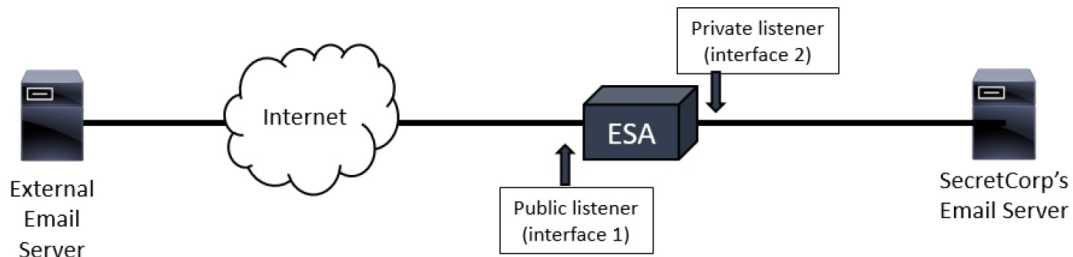 Private listener
(interface 2)
Internet
ESA
External
Email
Server
SecretCorp's
Email Server
Public listener
(interface 1)